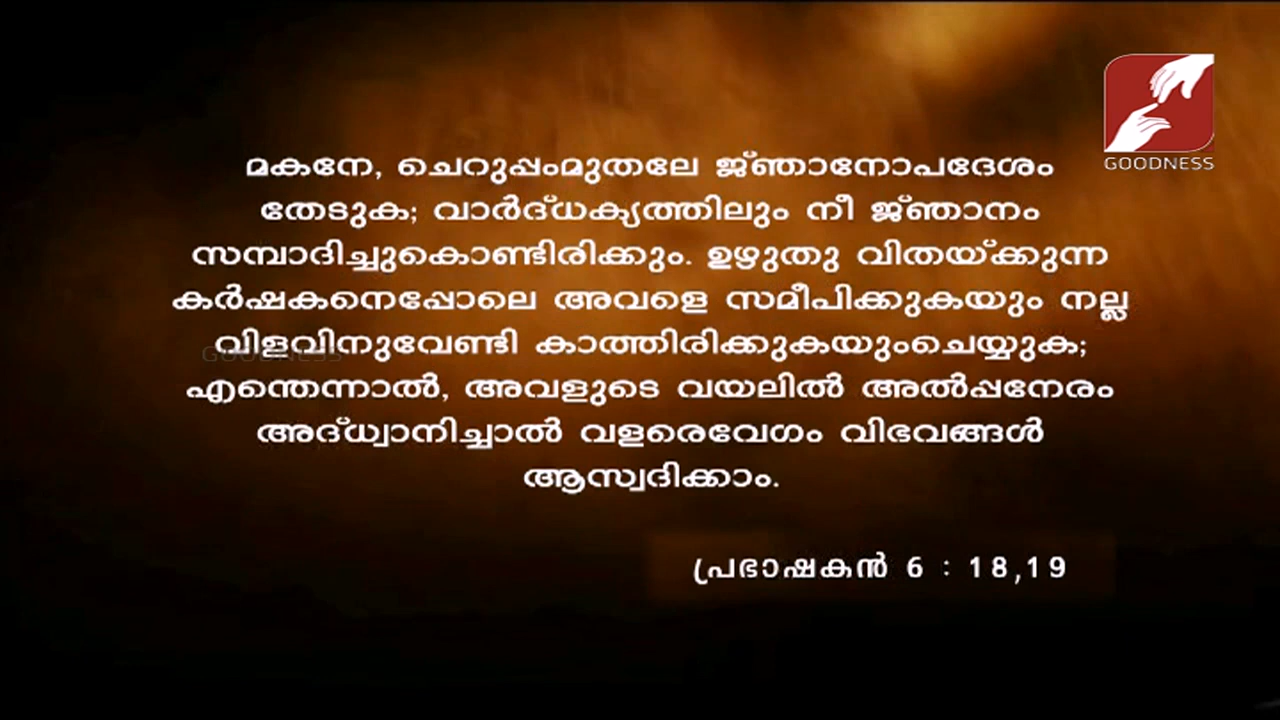 GOODNESS
മകനേ, ചെറുപ്പംമുതലേ ജ്ഞാനോപദേശം
തേടുക; വാർദ്ധക്യത്തിലും നീ ജ്ഞാനം
സമ്പാദിച്ചുകൊണ്ടിരിക്കും. ഉഴുതു വിതയ്ക്കുന്ന
കർഷകനെപ്പോലെ അവളെ സമീപിക്കുകയും നല്ല
വിളവിനുവേണ്ടി കാത്തിരിക്കുകയുംചെയ്യുക;
GOODNESS
എന്തെന്നാൽ, അവളുടെ വയലിൽ അൽപ്പനേരം
അദ്ധ്വാനിച്ചാൽ വളരെവേഗം വിഭവങ്ങൾ
ആസ്വദിക്കാം.
പ്രഭാഷകൻ 6 : 18,19